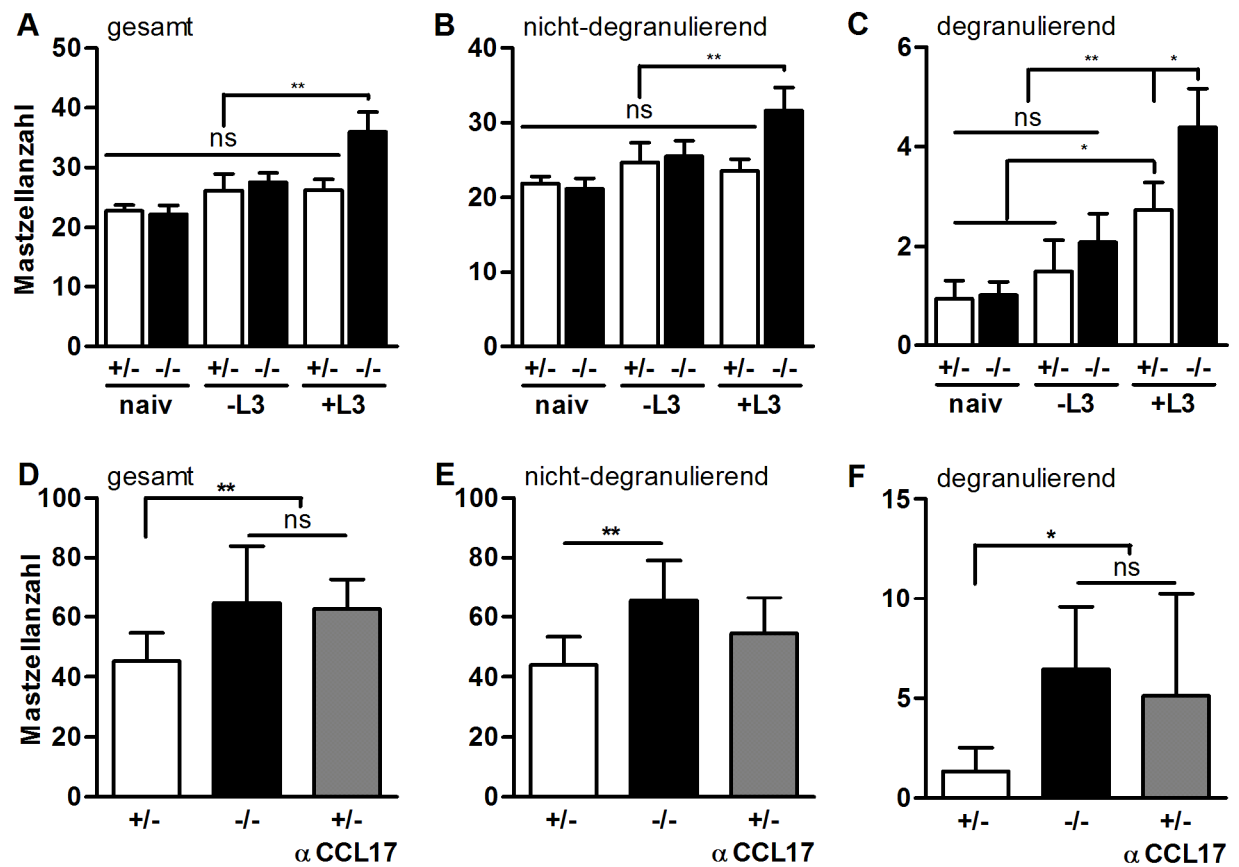 A gesamt
50
40
30
20
10
0
Mastzellanzahl
**
ns
+/- -/- +/- -/- +/- -/-
naiv -L3 +L3
B nicht-degranulierend
40
30
20
10
0
**
ns
+/- -/- +/- -/- +/- -/-
naiv -L3 +L3
C degranulierend
6
4
2
0
** *
ns
*
+/- -/- +/- -/- +/- -/-
naiv -L3 +L3
D gesamt
100
80
60
40
20
0
Mastzellanzahl
**
ns
+/- -/- +/-
α CCL17
E nicht-degranulierend
100
80
60
40
20
0
**
+/- -/- +/-
α CCL17
F degranulierend
15
10
5
0
*
ns
+/- -/- +/-
α CCL17